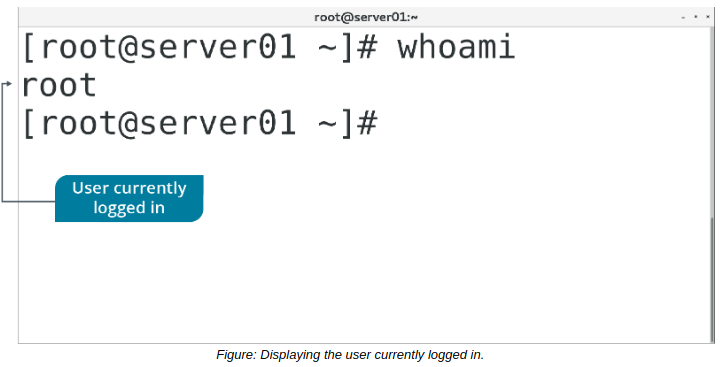 root@server01:~
[root@server01 ~]# whoami
root
[root@server01 ~]#
User currently
logged in
Figure: Displaying the user currently logged in.